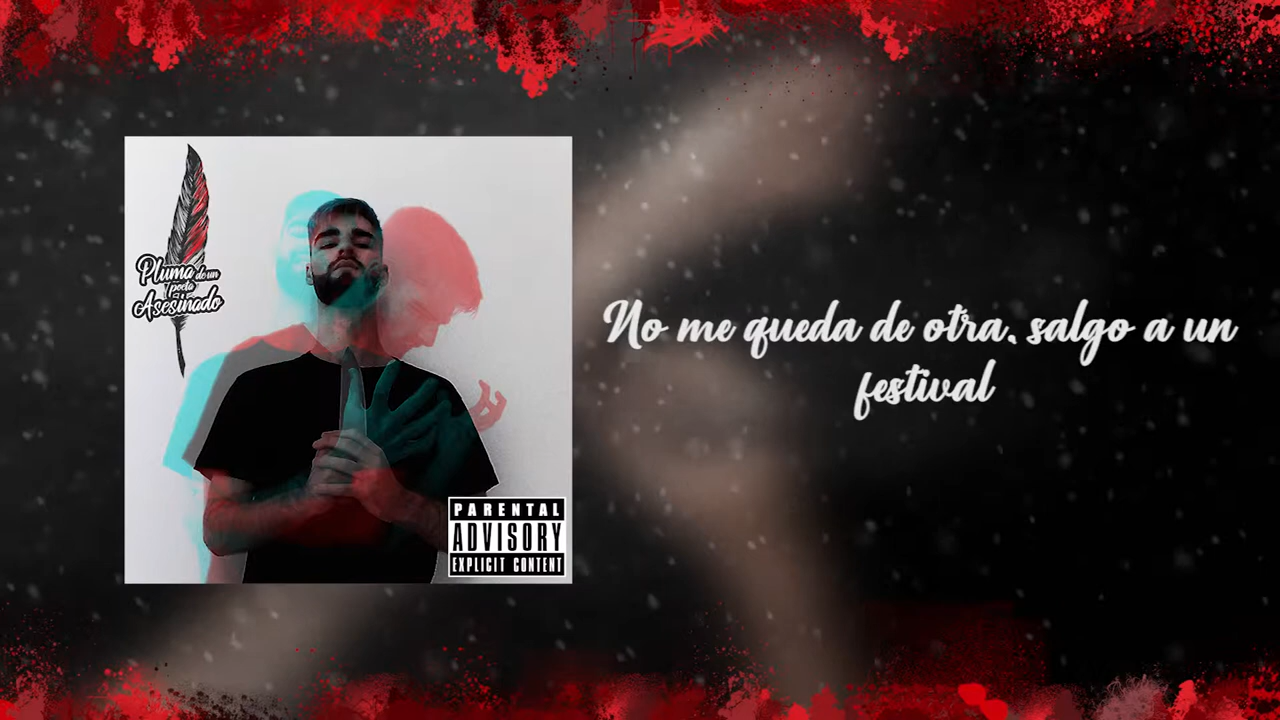 Pluma de un
poeta
Asesinado
No me queda de otra, salgo a un
festival
PARENTAL
ADVISORY
EXPLICIT CONTENT